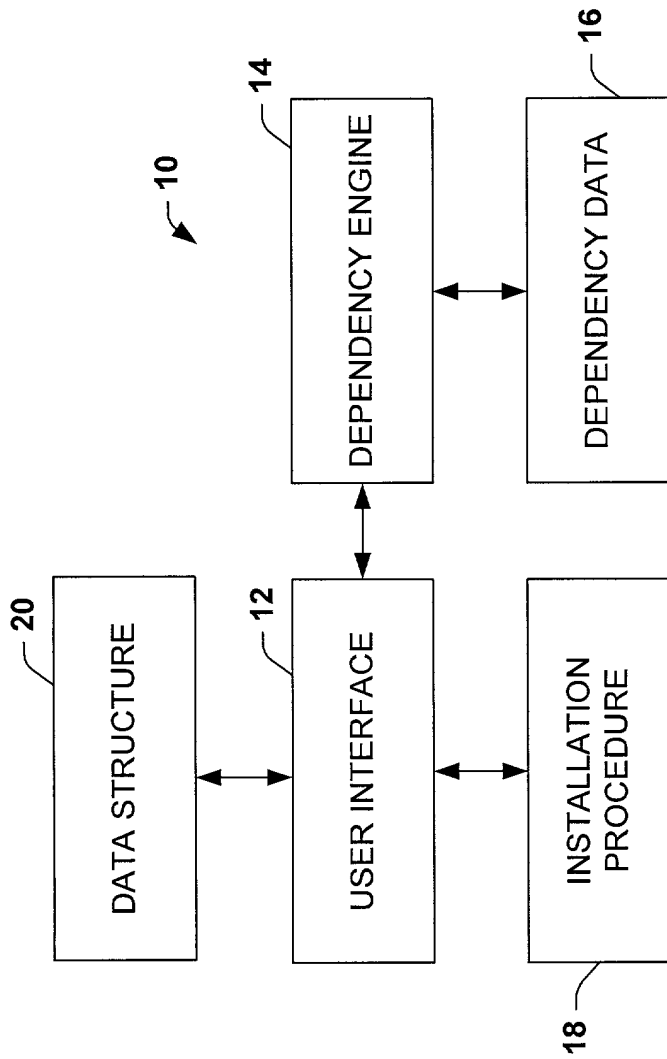 10
20
DATA STRUCTURE
12
USER INTERFACE
14
DEPENDENCY ENGINE
18
INSTALLATION
PROCEDURE
16
DEPENDENCY DATA